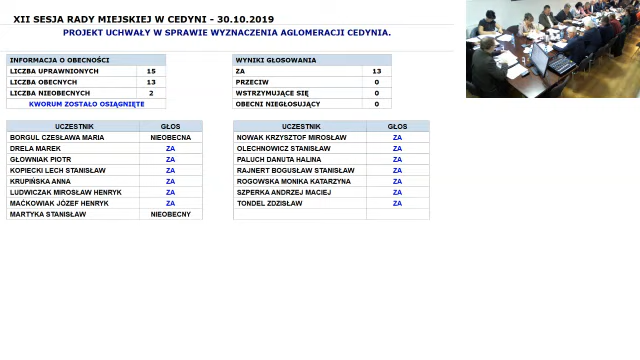 XII SESJA RADY MIEJSKIEJ W CEDYNI - 30.10.2019
PROJEKT UCHWAŁY W SPRAWIE WYZNACZENIA AGLOMERACJI CEDYNIA.
INFORMACJA O OBECNOŚCI
LICZBA UPRAWNIONYCH 15
LICZBA OBECNYCH 13
LICZBA NIEOBECNYCH 2
KWORUM ZOSTAŁO OSIĄGNIĘTE
WYNIKI GŁOSOWANIA
ZA 13
PRZECIW 0
WSTRZYMUJĄCE SIĘ 0
OBECNI NIEGŁOSUJĄCY 0
UCZESTNIK GŁOS
BORGUL CZESŁAWA MARIA NIEOBECNA
DRELA MAREK ZA
GŁOWNIAK PIOTR ZA
KOPIECKI LECH STANISŁAW ZA
KRUPIŃSKA ANNA ZA
LUDWICZAK MIROSŁAW HENRYK ZA
MAĆKOWIAK JÓZEF HENRYK ZA
MARTYKA STANISŁAW NIEOBECNY
UCZESTNIK GŁOS
NOWAK KRZYSZTOF MIROSŁAW ZA
OLECHNOWICZ STANISŁAW ZA
PALUCH DANUTA HALINA ZA
RAJNERT BOGUSŁAW STANISŁAW ZA
ROGOWSKA MONIKA KATARZYNA ZA
SZPERKA ANDRZEJ MACIEJ ZA
TONDEL ZDZISŁAW ZA